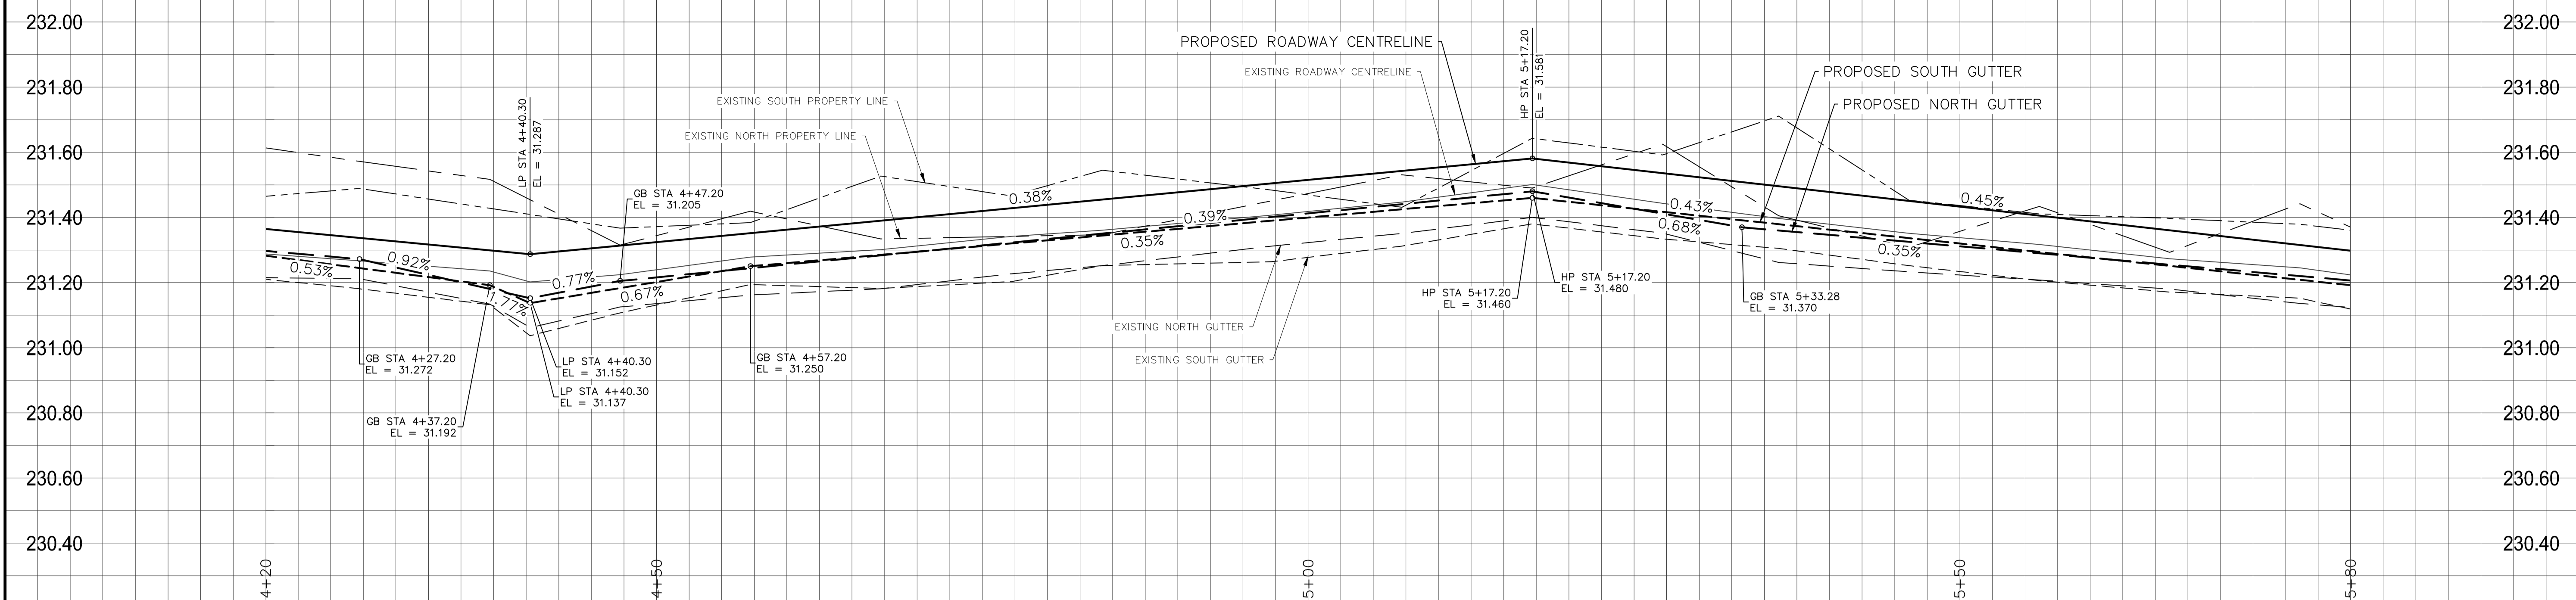 232.00
232.00
PROPOSED ROADWAY CENTRELINE
HP STA 5+17.20
EL = 31.581
EXISTING ROADWAY CENTRELINE
PROPOSED SOUTH GUTTER
231.80
231.80
EXISTING SOUTH PROPERTY LINE
PROPOSED NORTH GUTTER
LP STA 4+40.30
EL = 31.287
EXISTING NORTH PROPERTY LINE
231.60
231.60
GB STA 4+47.20
EL = 31.205
0.38%
0.45%
231.40
0.39%
0.43%
231.40
0.68%
0.35%
0.35%
0.92%
0.53%
231.20
0.77%
0.67%
1.77%
HP STA 5+17.20
EL = 31.480
231.20
HP STA 5+17.20
EL = 31.460
GB STA 5+33.28
EL = 31.370
EXISTING NORTH GUTTER
231.00
231.00
GB STA 4+27.20
EL = 31.272
LP STA 4+40.30
EL = 31.152
GB STA 4+57.20
EL = 31.250
EXISTING SOUTH GUTTER
LP STA 4+40.30
EL = 31.137
230.80
230.80
GB STA 4+37.20
EL = 31.192
230.60
230.60
230.40
230.40
4+20
4+50
5+00
5+50
5+80